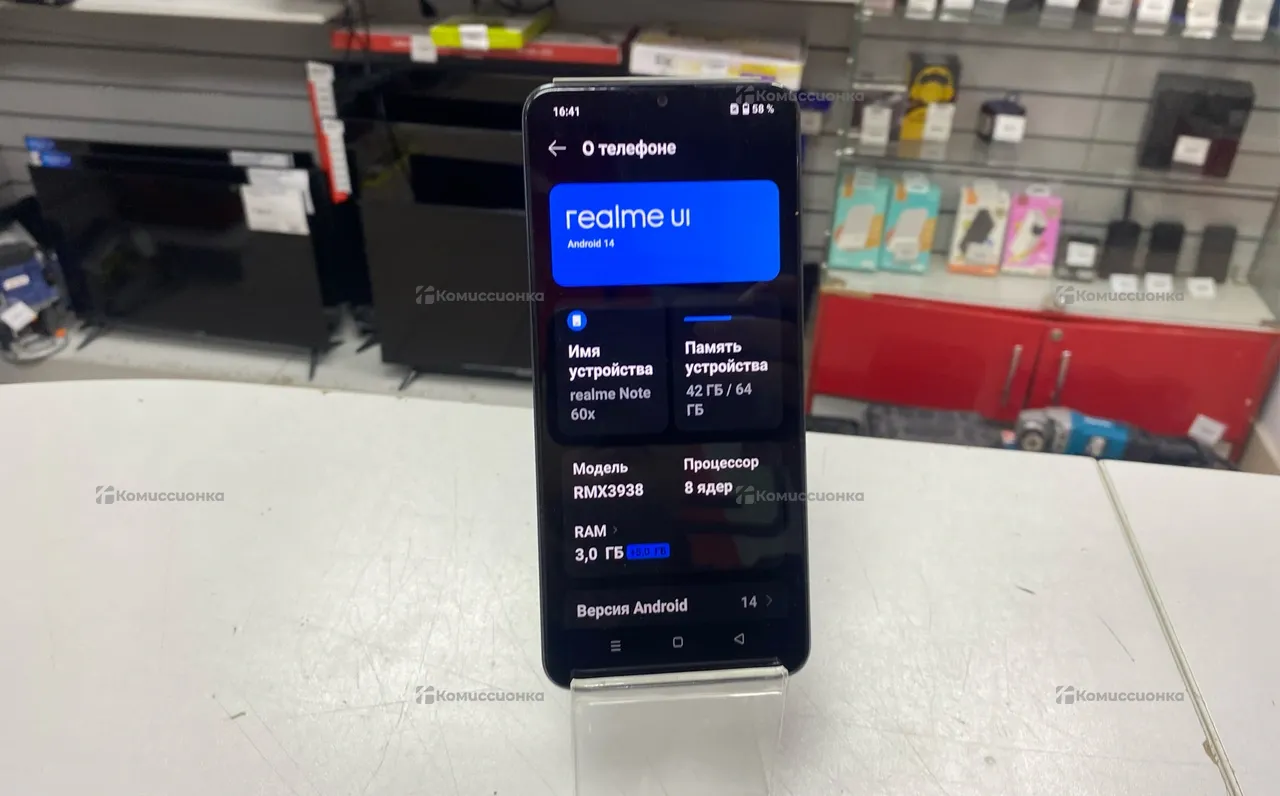 Комиссионка
16:41
58 %
О телефоне
realme UI
Android 14
Комиссионка
Комиссионка
Имя
устройства
realme Note
60x
Память
устройства
42 ГБ / 64
ГБ
Модель
RMX3938
Процессор
8 ядер
Комиссионка
Комиссионка
RAM
3,0 ГБ
Версия Android
14
Комиссионка
Комиссионка